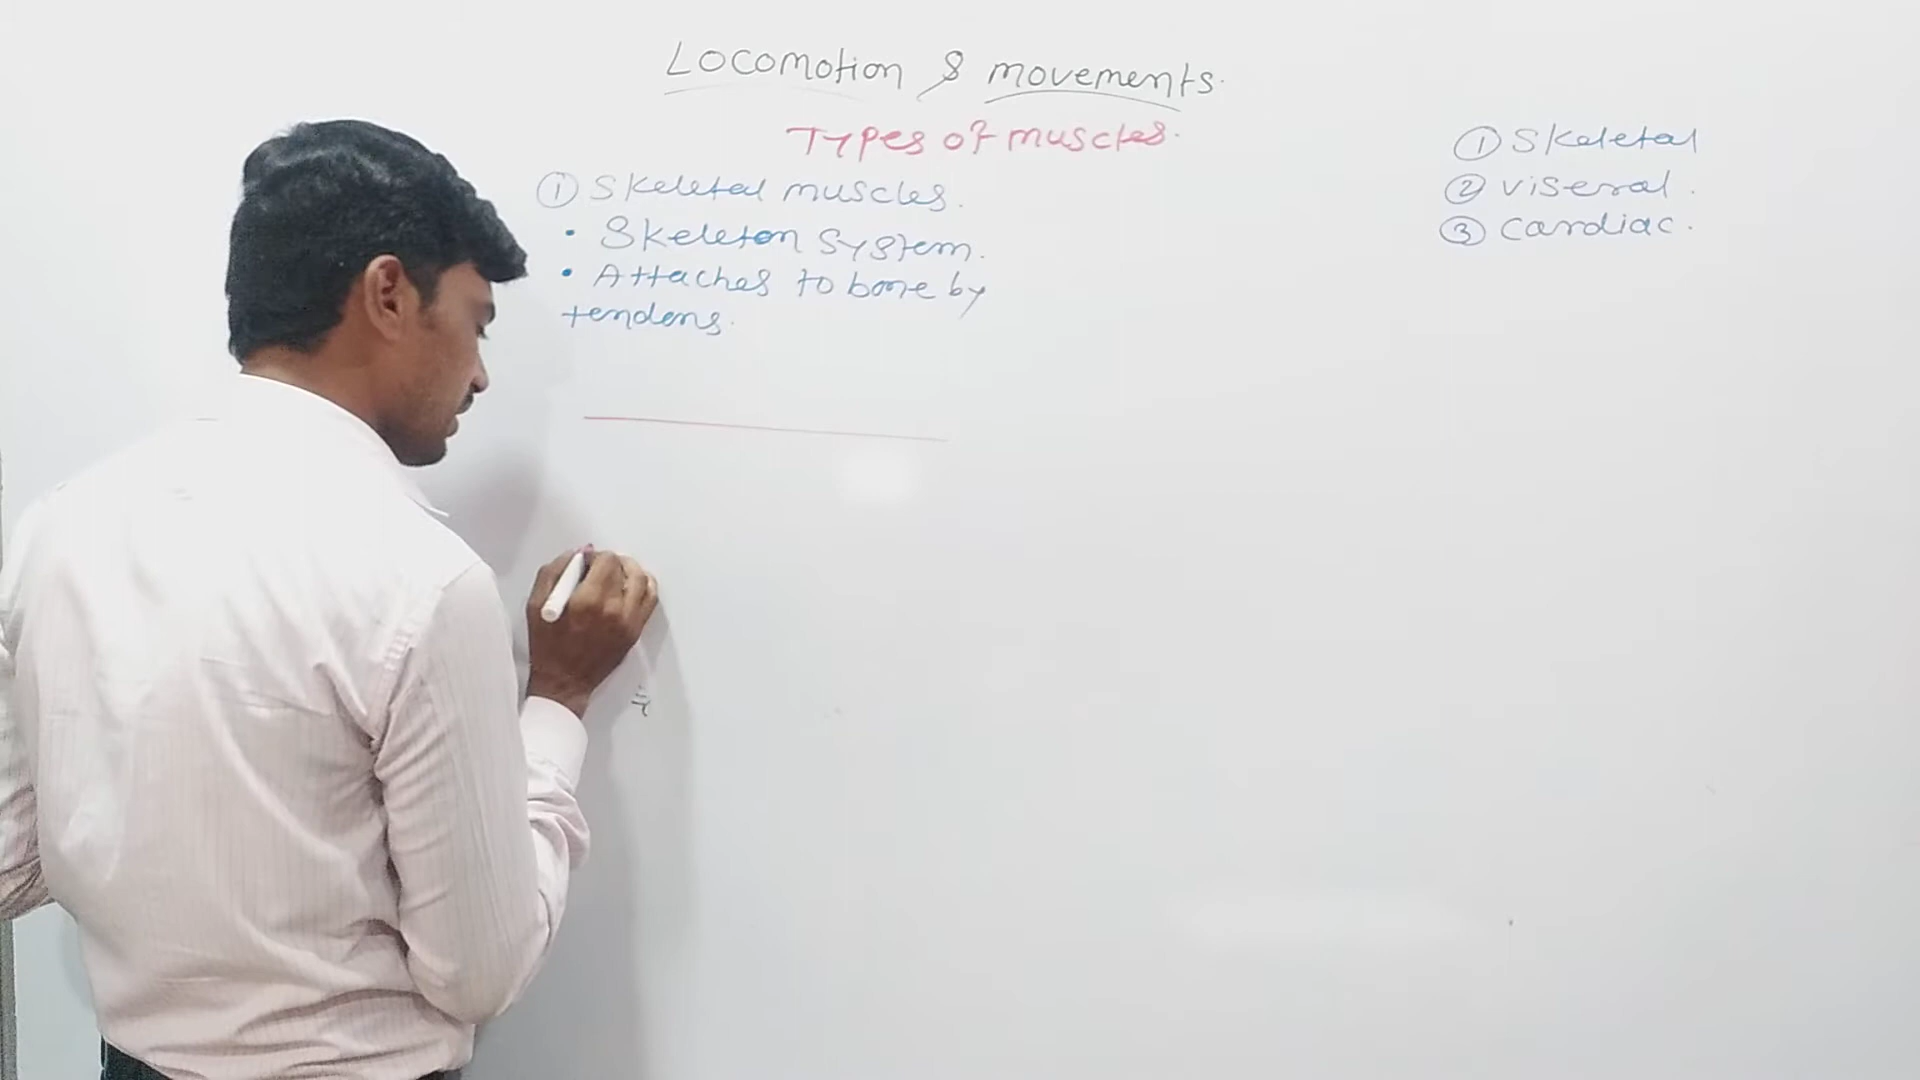 Locomotion & movements.
Types of muscles.
① Skeletal muscles.
• Skeleton system.
• Attaches to bone by
tendens.
① Skeletal
② viseral.
③ cardiac.